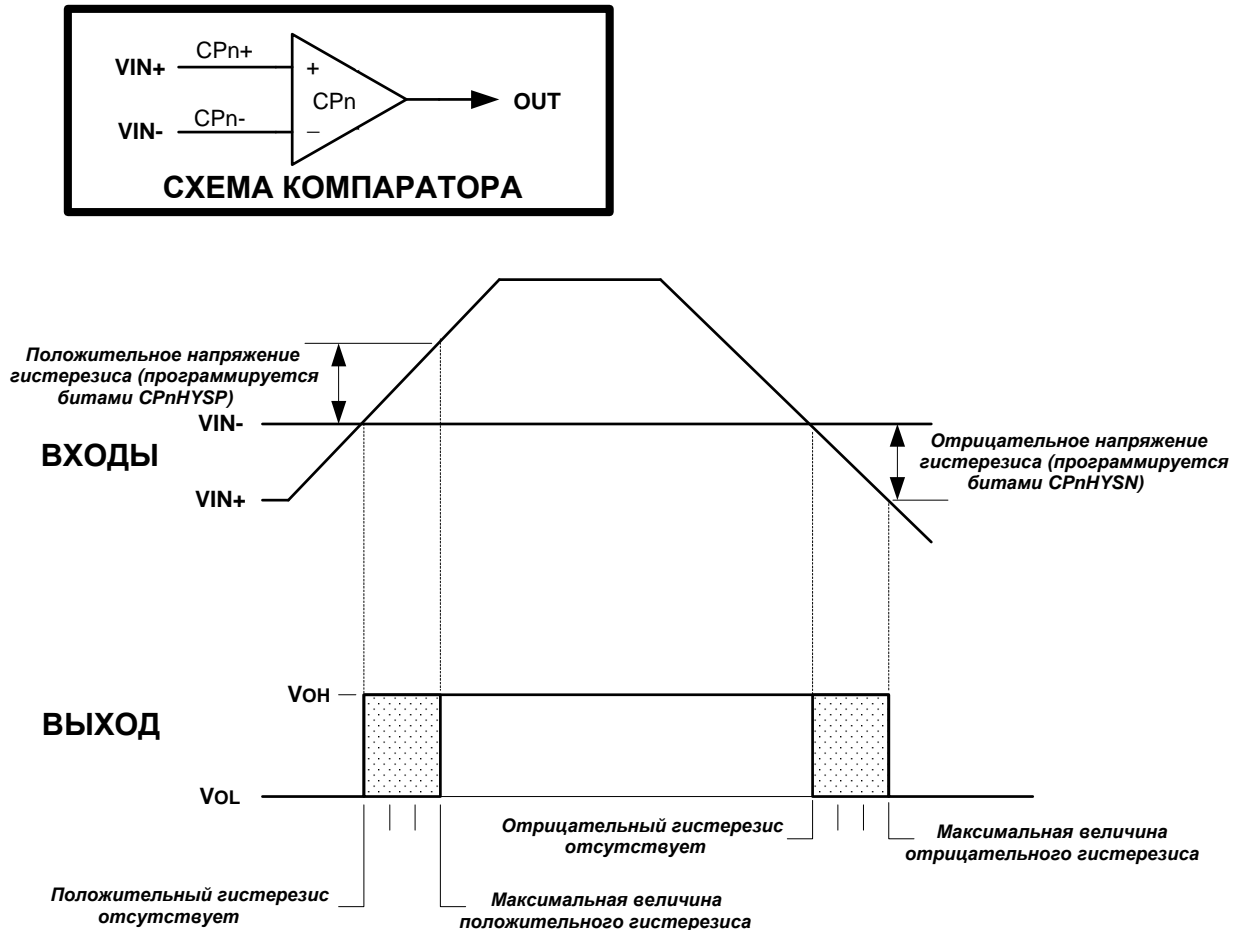 VIN+
CPn+
+
CPn
OUT
VIN-
CPn-
−
СХЕМА КОМПАРАТОРА
Положительное напряжение
гистерезиса (программируется
битами CPnHYSP)
VIN-
ВХОДЫ
VIN+
Отрицательное напряжение
гистерезиса (программируется
битами CPnHYSN)
VOH
ВЫХОД
VOL
Отрицательный гистерезис
отсутствует
Максимальная величина
отрицательного гистерезиса
Положительный гистерезис
отсутствует
Максимальная величина
положительного гистерезиса